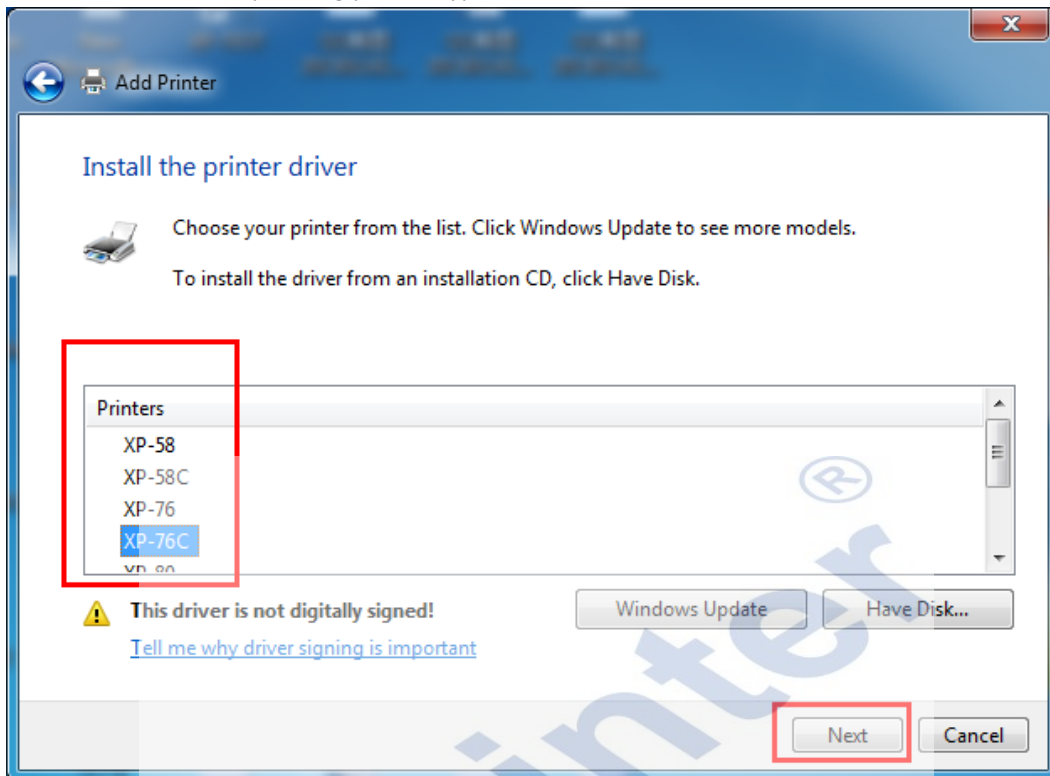 Add Printer
Install the printer driver
Choose your printer from the list. Click Windows Update to see more models.
To install the driver from an installation CD, click Have Disk.
Printers
XP-58
XP-58C
XP-76
XP-76C
XP-80
This driver is not digitally signed!
Windows Update
Have Disk...
Tell me why driver signing is important
Next
Cancel
inter ®